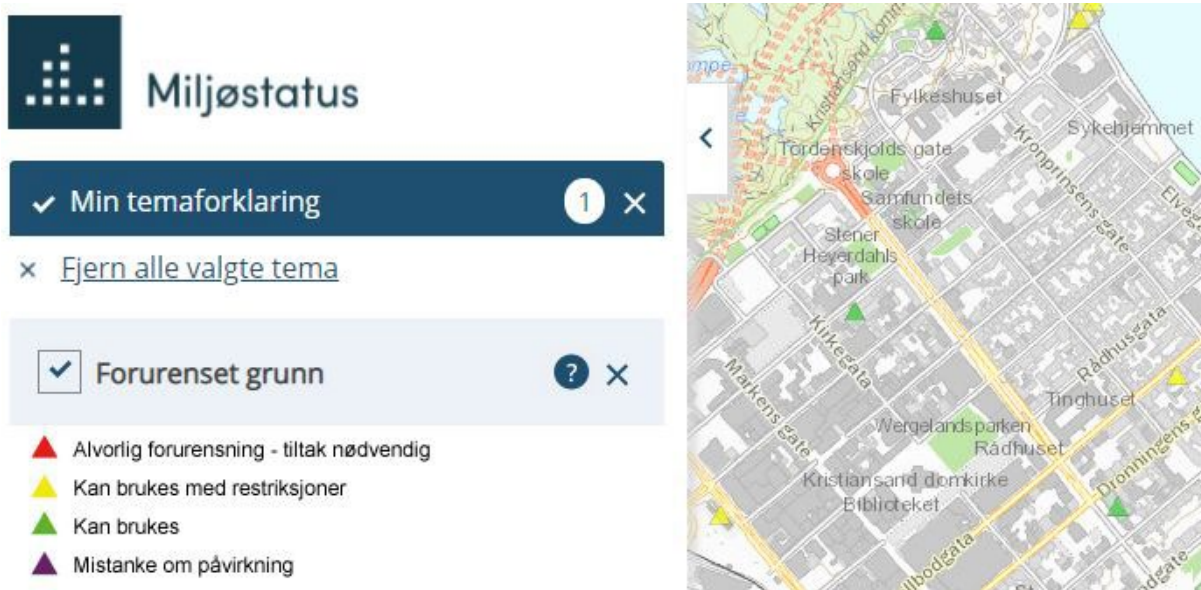 Miljøstatus
Min temaforklaring
1
Fjern alle valgte tema
Forurenset grunn
?
Alvorlig forurensning - tiltak nødvendig
Kan brukes med restriksjoner
Kan brukes
Mistanke om påvirkning
Kristiansand komm.
Fylkeshuset
Sykehjemmet
Tordenskjolds gate
skole
Kronprinsens gate
Samfundets
skole
Stener
Heyerdahls
park
Kirkegata
Rådhusgata
Markens gate
Tinghuset
Wergelandsparken
Rådhuset
Kristiansand domkirke
Biblioteket
Dronningens